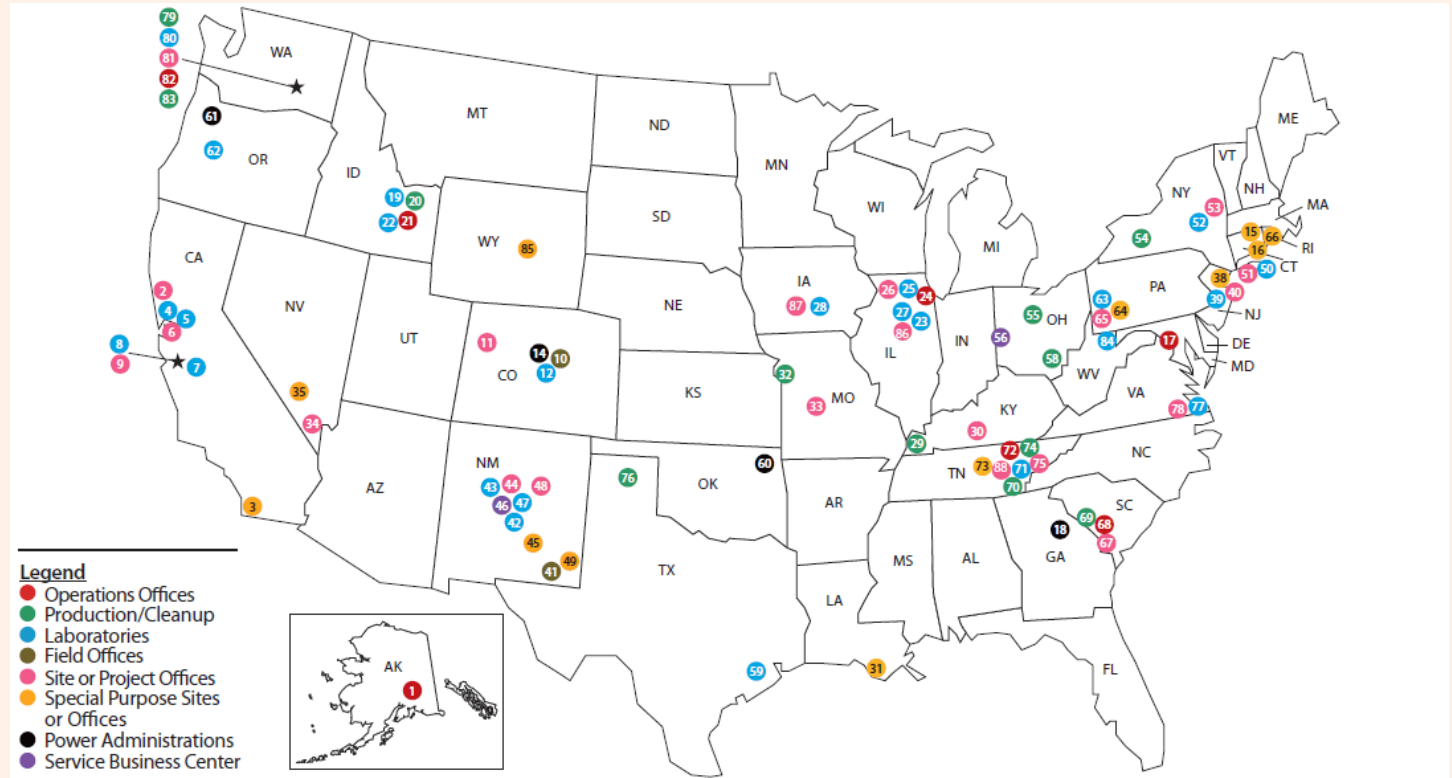 79
80
WA
81
82
83
61
62
OR
MT
ID
19
20
22
21
ND
MN
SD
WI
MI
WY
85
ME
VT
NH
NY
53
52
54
MA
15
66
RI
16
CT
CA
2
4
5
6
8
9
7
NV
35
34
UT
11
14
10
CO
12
NE
IA
87
28
26
25
24
27
23
86
IL
IN
55
OH
56
58
63
64
65
PA
38
51
50
39
40
NJ
84
17
DE
MD
WV
VA
78
77
KS
32
33
MO
KY
30
29
72
74
73
88
71
75
TN
70
NC
3
AZ
NM
43
44
48
46
47
42
45
41
49
76
OK
60
AR
TX
59
LA
31
MS
AL
18
GA
69
68
67
SC
FL
AK
1
Legend
Operations Offices
Production/Cleanup
Laboratories
Field Offices
Site or Project Offices
Special Purpose Sites
or Offices
Power Administrations
Service Business Center